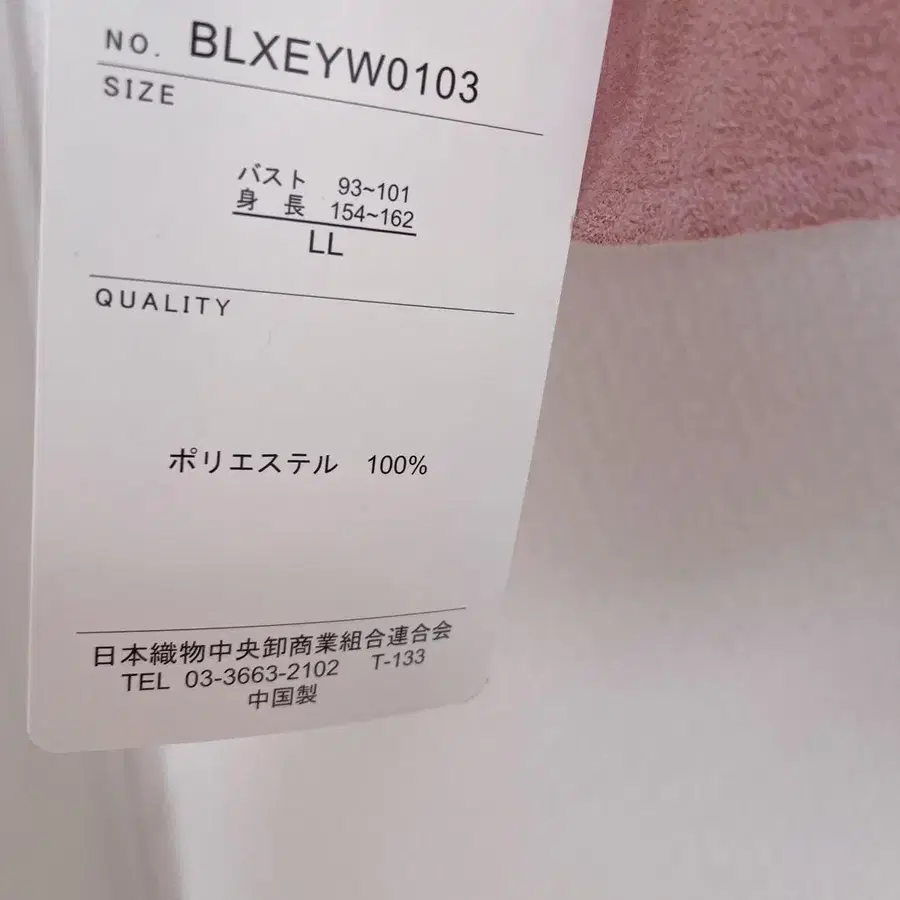 NO. BLXEYW0103
SIZE
バスト 93~101
身 長 154~162
LL
QUALITY
ポリエステル 100%
日本織物中央卸商業組合連合会
TEL 03-3663-2102 T-133
中国製